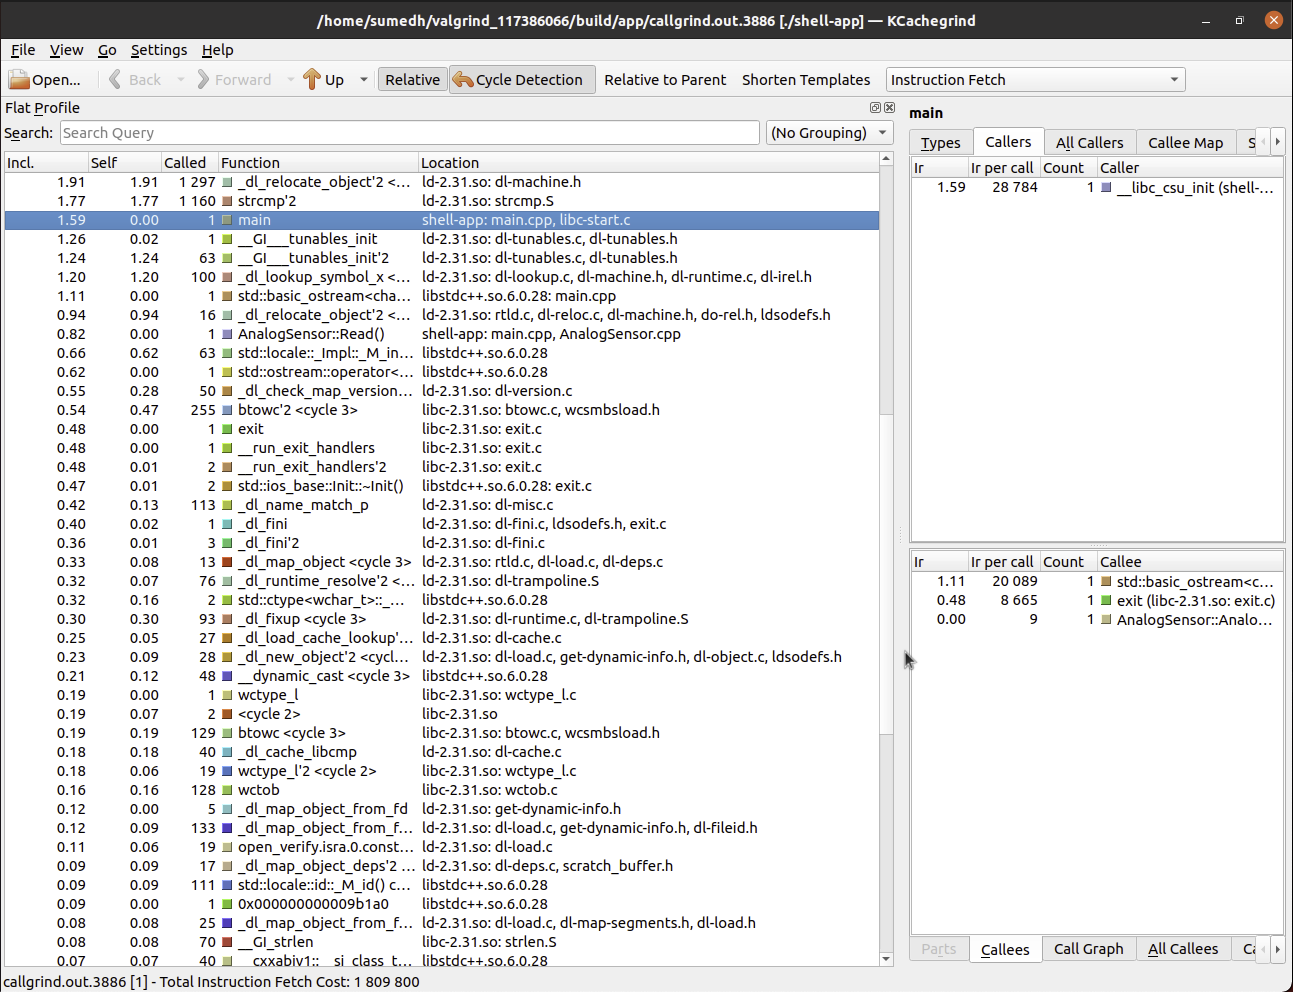 /home/sumedh/valgrind_117386066/build/app/callgrind.out.3886 [./shell-app] — KCachegrind
File View Go Settings Help
Open... Back Forward Up Relative Cycle Detection Relative to Parent Shorten Templates Instruction Fetch
Flat Profile
Search: Search Query (No Grouping)
Incl. Self Called Function Location
1.91 1.91 1 297 _dl_relocate_object'2 <... ld-2.31.so: dl-machine.h
1.77 1.77 1 160 strcmp'2 ld-2.31.so: strcmp.S
1.59 0.00 1 main shell-app: main.cpp, libc-start.c
1.26 0.02 1 __GI___tunables_init ld-2.31.so: dl-tunables.c, dl-tunables.h
1.24 1.24 63 __GI___tunables_init'2 ld-2.31.so: dl-tunables.c, dl-tunables.h
1.20 1.20 100 _dl_lookup_symbol_x <... ld-2.31.so: dl-lookup.c, dl-machine.h, dl-runtime.c, dl-irel.h
1.11 0.00 1 std::basic_ostream<cha... libstdc++.so.6.0.28: main.cpp
0.94 0.94 16 _dl_relocate_object'2 <... ld-2.31.so: rtld.c, dl-reloc.c, dl-machine.h, do-rel.h, ldsodefs.h
0.82 0.00 1 AnalogSensor::Read() shell-app: main.cpp, AnalogSensor.cpp
0.66 0.62 63 std::locale::_Impl::_M_in... libstdc++.so.6.0.28
0.62 0.00 1 std::ostream::operator<... libstdc++.so.6.0.28
0.55 0.28 50 _dl_check_map_version... ld-2.31.so: dl-version.c
0.54 0.47 255 btowc'2 <cycle 3> libc-2.31.so: btowc.c, wcsmbsload.h
0.48 0.00 1 exit libc-2.31.so: exit.c
0.48 0.00 1 __run_exit_handlers libc-2.31.so: exit.c
0.48 0.01 2 __run_exit_handlers'2 libc-2.31.so: exit.c
0.47 0.01 2 std::ios_base::Init::~Init() libstdc++.so.6.0.28: exit.c
0.42 0.13 113 _dl_name_match_p ld-2.31.so: dl-misc.c
0.40 0.02 1 _dl_fini ld-2.31.so: dl-fini.c, ldsodefs.h, exit.c
0.36 0.01 3 _dl_fini'2 ld-2.31.so: dl-fini.c
0.33 0.08 13 _dl_map_object <cycle 3> ld-2.31.so: rtld.c, dl-load.c, dl-deps.c
0.32 0.07 76 _dl_runtime_resolve'2 <... ld-2.31.so: dl-trampoline.S
0.32 0.16 2 std::ctype<wchar_t>::_... libstdc++.so.6.0.28
0.30 0.30 93 _dl_fixup <cycle 3> ld-2.31.so: dl-runtime.c, dl-trampoline.S
0.25 0.05 27 _dl_load_cache_lookup'... ld-2.31.so: dl-cache.c
0.23 0.09 28 _dl_new_object'2 <cycl... ld-2.31.so: dl-load.c, get-dynamic-info.h, dl-object.c, ldsodefs.h
0.21 0.12 48 __dynamic_cast <cycle 3> libstdc++.so.6.0.28
0.19 0.00 1 wctype_l libc-2.31.so: wctype_l.c
0.19 0.07 2 <cycle 2> libc-2.31.so
0.19 0.19 129 btowc <cycle 3> libc-2.31.so: btowc.c, wcsmbsload.h
0.18 0.18 40 _dl_cache_libcmp ld-2.31.so: dl-cache.c
0.18 0.06 19 wctype_l'2 <cycle 2> libc-2.31.so: wctype_l.c
0.16 0.16 128 wctob libc-2.31.so: wctob.c
0.12 0.00 5 _dl_map_object_from_fd ld-2.31.so: get-dynamic-info.h
0.12 0.09 133 _dl_map_object_from_f... ld-2.31.so: dl-load.c, get-dynamic-info.h, dl-fileid.h
0.11 0.06 19 open_verify.isra.0.const... ld-2.31.so: dl-load.c
0.09 0.09 17 _dl_map_object_deps'2 ... ld-2.31.so: dl-deps.c, scratch_buffer.h
0.09 0.09 111 std::locale::id::_M_id() c... libstdc++.so.6.0.28
0.09 0.00 1 0x000000000009b1a0 libstdc++.so.6.0.28
0.08 0.08 25 _dl_map_object_from_f... ld-2.31.so: dl-load.c, dl-map-segments.h, dl-load.h
0.08 0.08 70 __GI_strlen libc-2.31.so: strlen.S
0.07 0.07 40 __cxxabiv1::__si_class_t... libstdc++.so.6.0.28
main
Types Callers All Callers Callee Map S
Ir Ir per call Count Caller
1.59 28 784 1 __libc_csu_init (shell-...
Ir Ir per call Count Callee
1.11 20 089 1 std::basic_ostream<c...
0.48 8 665 1 exit (libc-2.31.so: exit.c)
0.00 9 1 AnalogSensor::Analo...
Parts Callees Call Graph All Callees Ca
callgrind.out.3886 [1] - Total Instruction Fetch Cost: 1 809 800